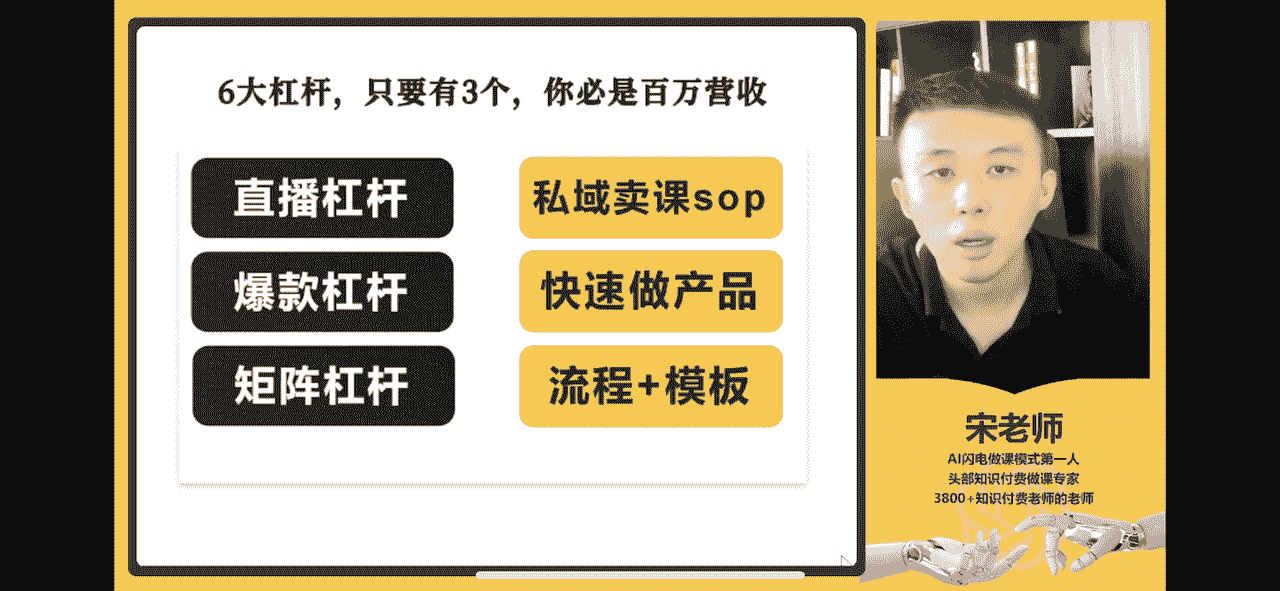 6大杠杆，只要有3个，你必是百万营收
直播杠杆
私域卖课sop
爆款杠杆
快速做产品
矩阵杠杆
流程+模板
宋老师
AI闪电做课模式第一人
头部知识付费做课专家
3800+知识付费老师的老师